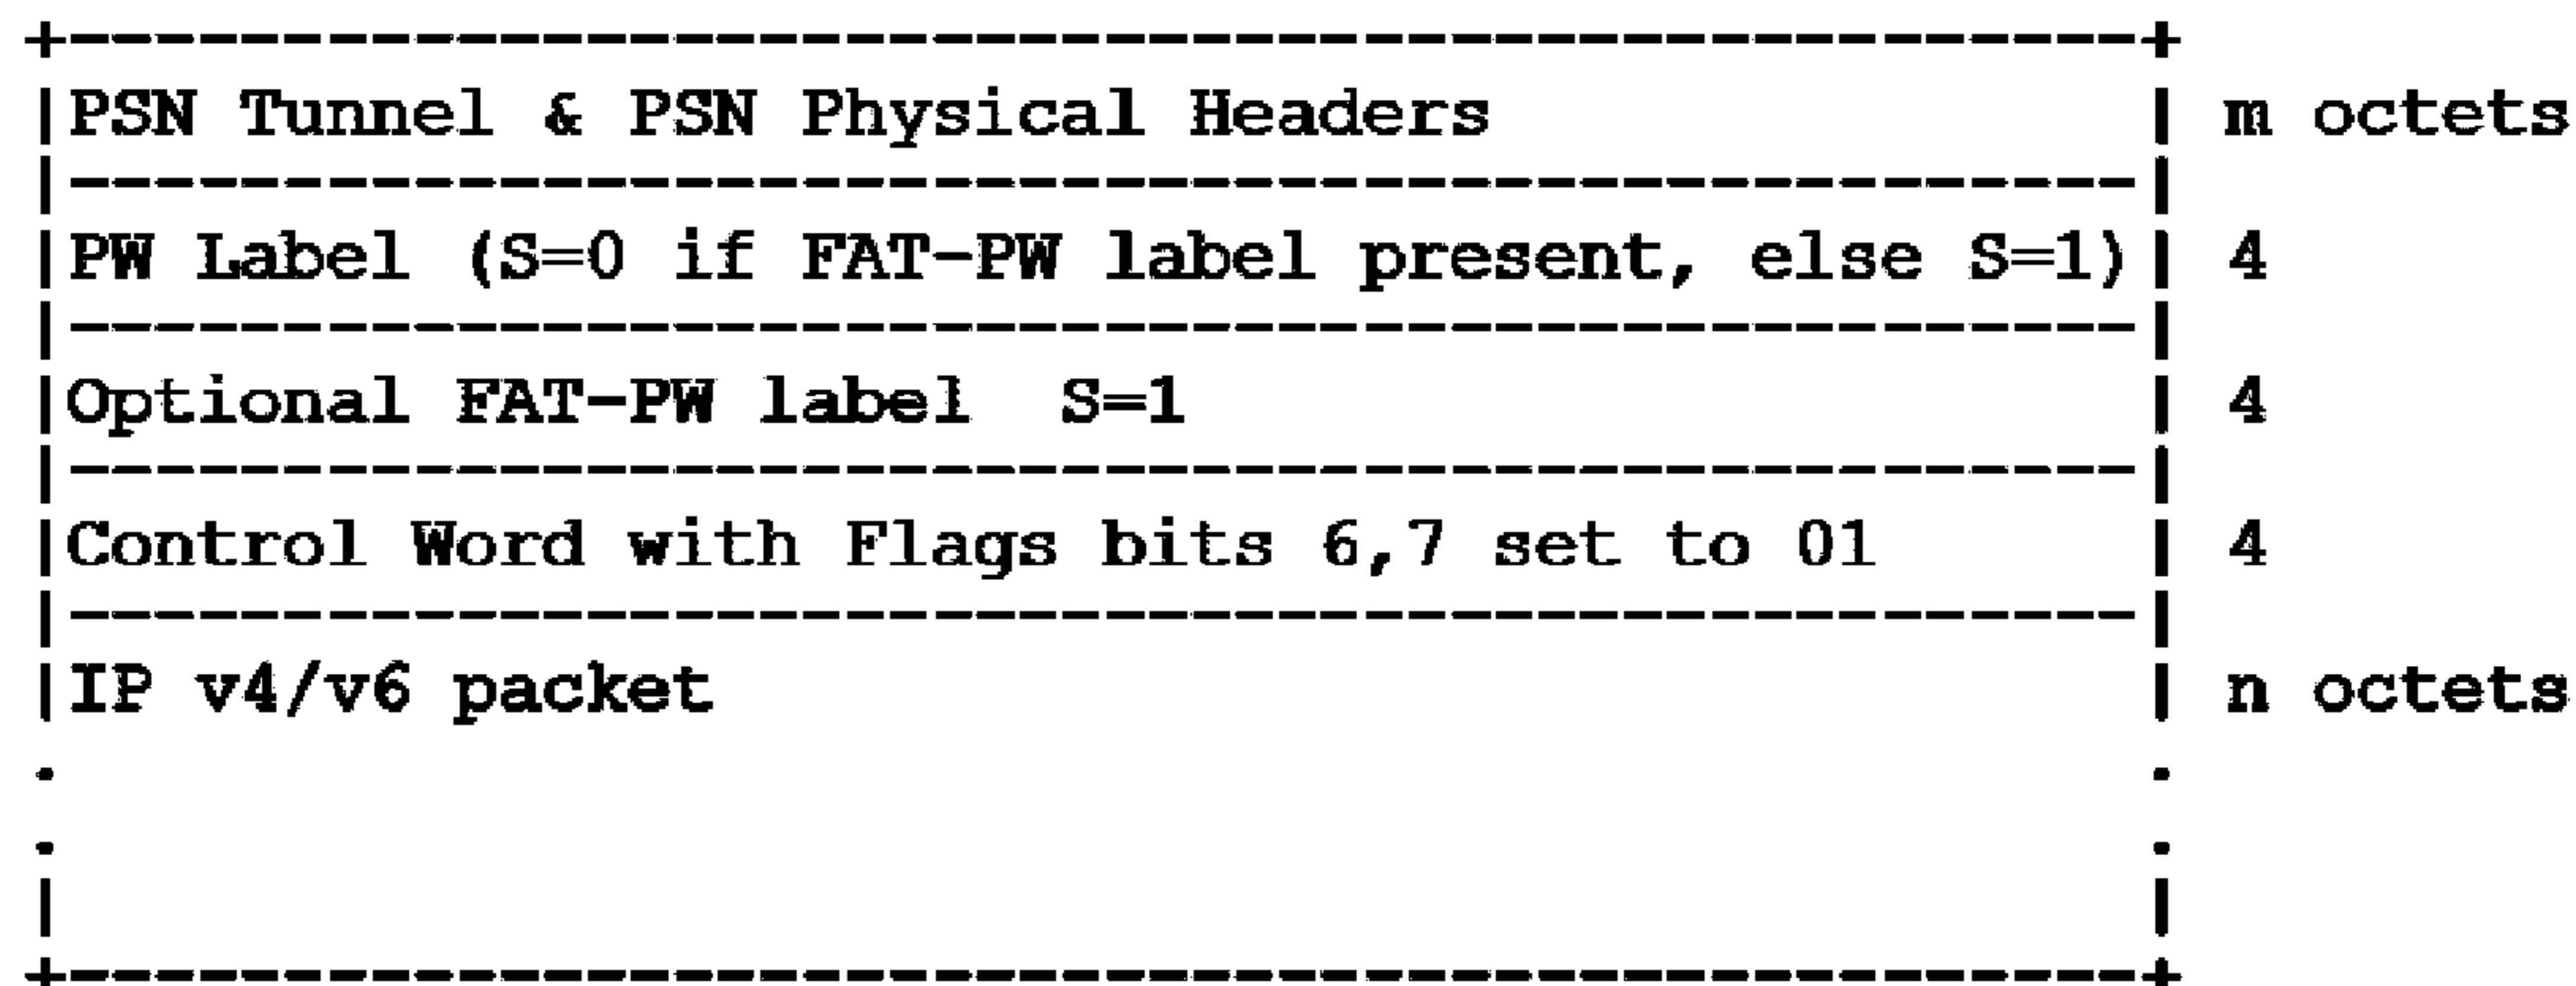 +-------------------------------------------------+
|PSN Tunnel & PSN Physical Headers                | m octets
|-------------------------------------------------|
|PW Label (S=0 if FAT-PW label present, else S=1) | 4
|-------------------------------------------------|
|Optional FAT-PW label  S=1                       | 4
|-------------------------------------------------|
|Control Word with Flags bits 6,7 set to 01       | 4
|-------------------------------------------------|
|IP v4/v6 packet                                  | n octets
.                                                 .
.                                                 .
|                                                 |
+-------------------------------------------------+